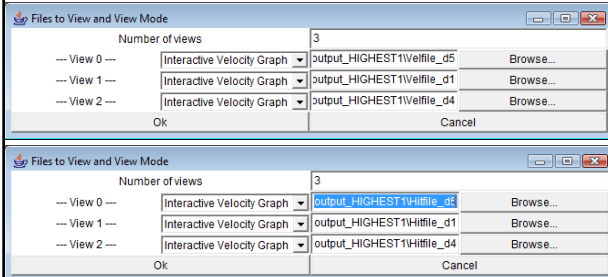 Files to View and View Mode
Number of views 3
--- View 0 --- Interactive Velocity Graph output_HIGHEST1\Velfile_d5 Browse...
--- View 1 --- Interactive Velocity Graph output_HIGHEST1\Velfile_d1 Browse...
--- View 2 --- Interactive Velocity Graph output_HIGHEST1\Velfile_d4 Browse...
Ok Cancel
Files to View and View Mode
Number of views 3
--- View 0 --- Interactive Velocity Graph output_HIGHEST1\Hitfile_d5 Browse...
--- View 1 --- Interactive Velocity Graph output_HIGHEST1\Hitfile_d1 Browse...
--- View 2 --- Interactive Velocity Graph output_HIGHEST1\Hitfile_d4 Browse...
Ok Cancel